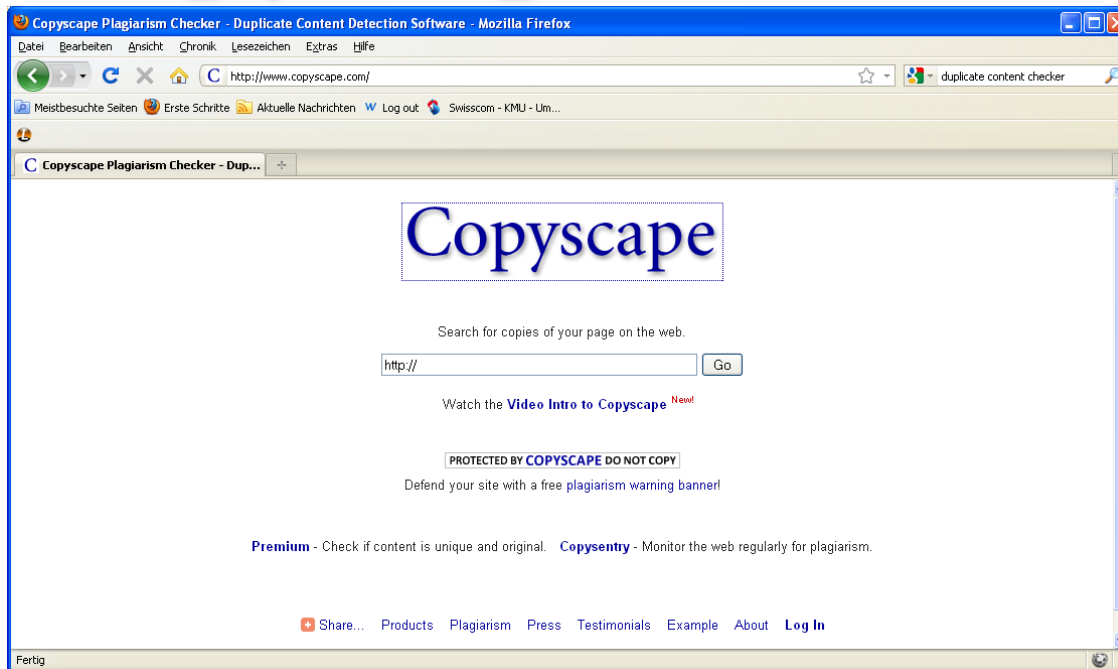 Copyscape Plagiarism Checker - Duplicate Content Detection Software - Mozilla Firefox
Datei Bearbeiten Ansicht Chronik Lesezeichen Extras Hilfe
C http://www.copyscape.com/ duplicate content checker
Meistbesuchte Seiten Erste Schritte Aktuelle Nachrichten W Log out Swisscom - KMU - Um...
C Copyscape Plagiarism Checker - Dup...
Copyscape
Search for copies of your page on the web.
http:// Go
Watch the Video Intro to Copyscape New!
PROTECTED BY COPYSCAPE DO NOT COPY
Defend your site with a free plagiarism warning banner!
Premium - Check if content is unique and original. Copysentry - Monitor the web regularly for plagiarism.
Share... Products Plagiarism Press Testimonials Example About Log In
Fertig